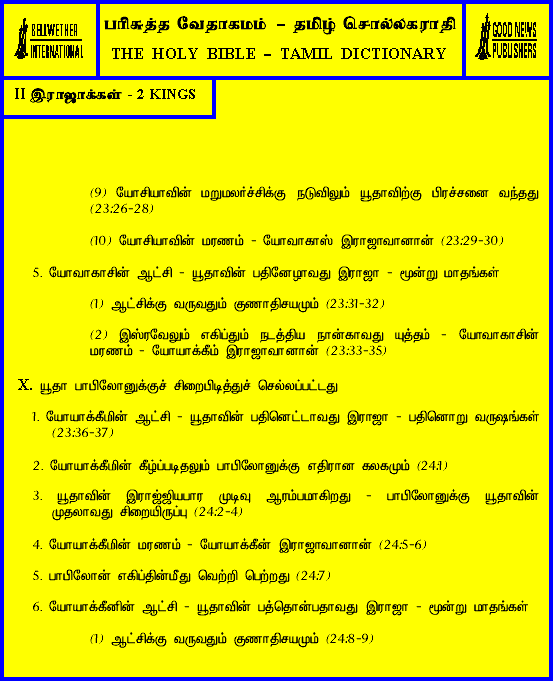 BELLWETHER
INTERNATIONAL
பரிசுத்த வேதாகமம் - தமிழ் சொல்லகராதி
THE HOLY BIBLE - TAMIL DICTIONARY
GOOD NEWS
PUBLISHERS
II இராஜாக்கள் - 2 KINGS
(9) யோசியாவின் மறுமலர்ச்சிக்கு நடுவிலும் யூதாவிற்கு பிரச்சனை வந்தது
(23:26-28)
(10) யோசியாவின் மரணம் - யோவாகாஸ் இராஜாவானான் (23:29-30)
5. யோவாகாசின் ஆட்சி - யூதாவின் பதினேழாவது இராஜா - மூன்று மாதங்கள்
(1) ஆட்சிக்கு வருவதும் குணாதிசயமும் (23:31-32)
(2) இஸ்ரவேலும் எகிப்தும் நடத்திய நான்காவது யுத்தம் - யோவாகாசின்
மரணம் - யோயாக்கீம் இராஜாவானான் (23:33-35)
X. யூதா பாபிலோனுக்குச் சிறைபிடித்துச் செல்லப்பட்டது
1. யோயாக்கீமின் ஆட்சி - யூதாவின் பதினெட்டாவது இராஜா - பதினொறு வருஷங்கள்
(23:36-37)
2. யோயாக்கீமின் கீழ்ப்படிதலும் பாபிலோனுக்கு எதிரான கலகமும் (24:1)
3. யூதாவின் இராஜ்ஜியபார முடிவு ஆரம்பமாகிறது - பாபிலோனுக்கு யூதாவின்
முதலாவது சிறையிருப்பு (24:2-4)
4. யோயாக்கீமின் மரணம் - யோயாக்கீன் இராஜாவானான் (24:5-6)
5. பாபிலோன் எகிப்தின்மீது வெற்றி பெற்றது (24:7)
6. யோயாக்கீனின் ஆட்சி - யூதாவின் பத்தொன்பதாவது இராஜா - மூன்று மாதங்கள்
(1) ஆட்சிக்கு வருவதும் குணாதிசயமும் (24:8-9)